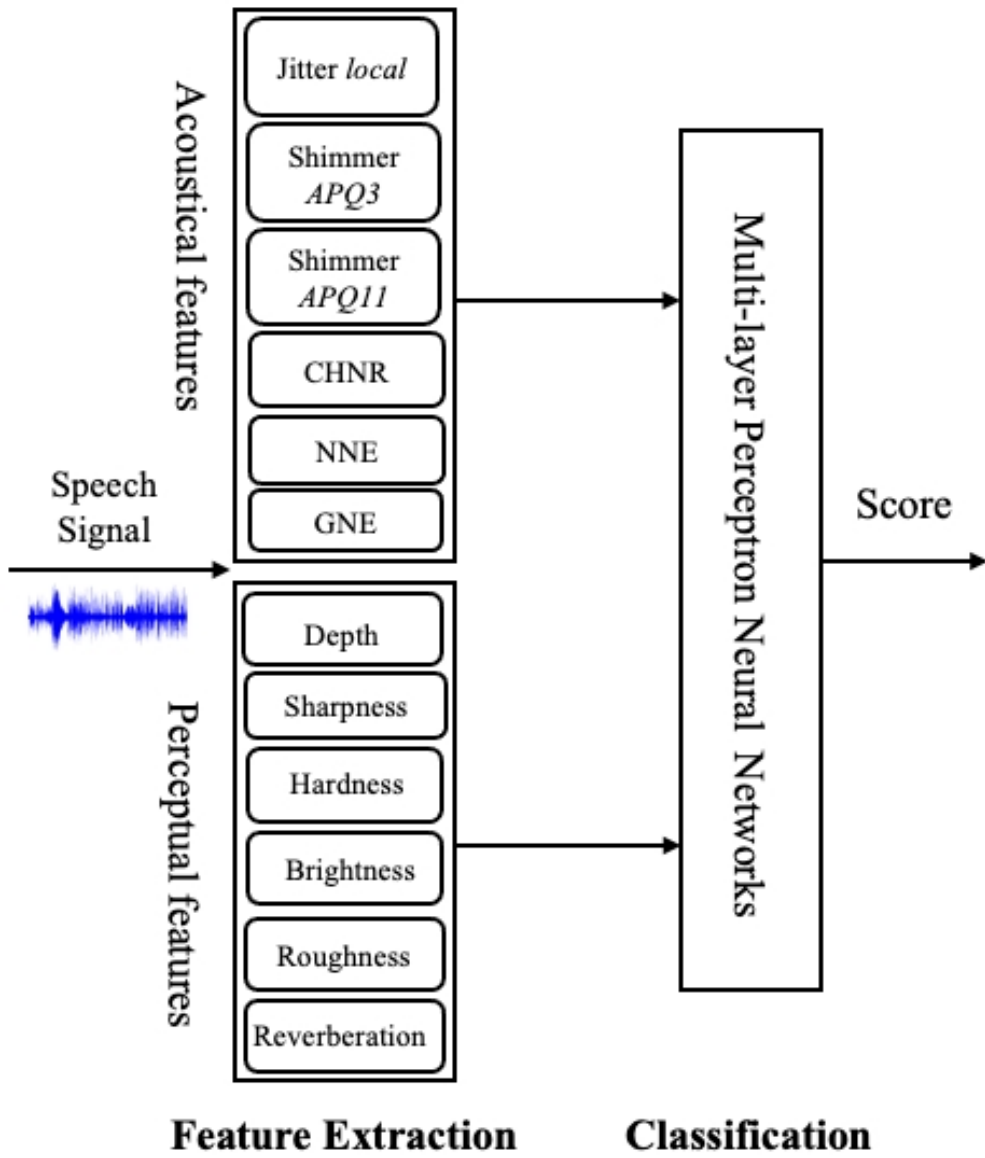 Acoustical features
Jitter local
Shimmer
APQ3
Shimmer
APQ11
CHNR
NNE
GNE
Speech
Signal
Perceptual features
Depth
Sharpness
Hardness
Brightness
Roughness
Reverberation
Multi-layer Perceptron Neural Networks
Score
Feature Extraction
Classification